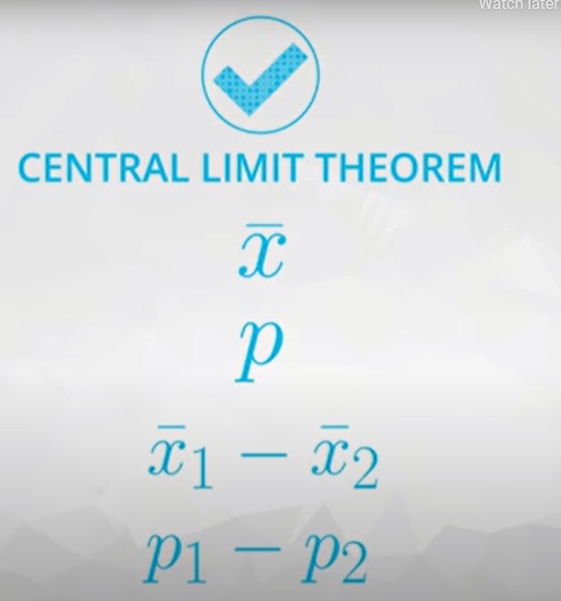 Watch later
CENTRAL LIMIT THEOREM
x̅
p
x̅₁ − x̅₂
p₁ − p₂